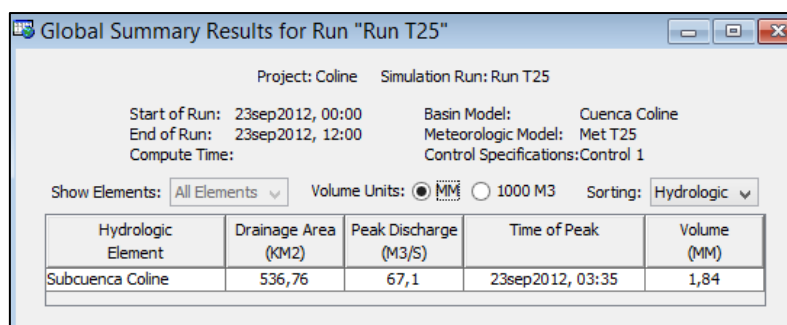 Global Summary Results for Run "Run T25"
Project: Coline Simulation Run: Run T25
Start of Run: 23sep2012, 00:00 Basin Model: Cuenca Coline
End of Run: 23sep2012, 12:00 Meteorologic Model: Met T25
Compute Time: Control Specifications:Control 1
Show Elements: All Elements Volume Units: MM 1000 M3 Sorting: Hydrologic
Hydrologic Drainage Area Peak Discharge Time of Peak Volume
Element (KM2) (M3/S) (MM)
Subcuenca Coline 536,76 67,1 23sep2012, 03:35 1,84